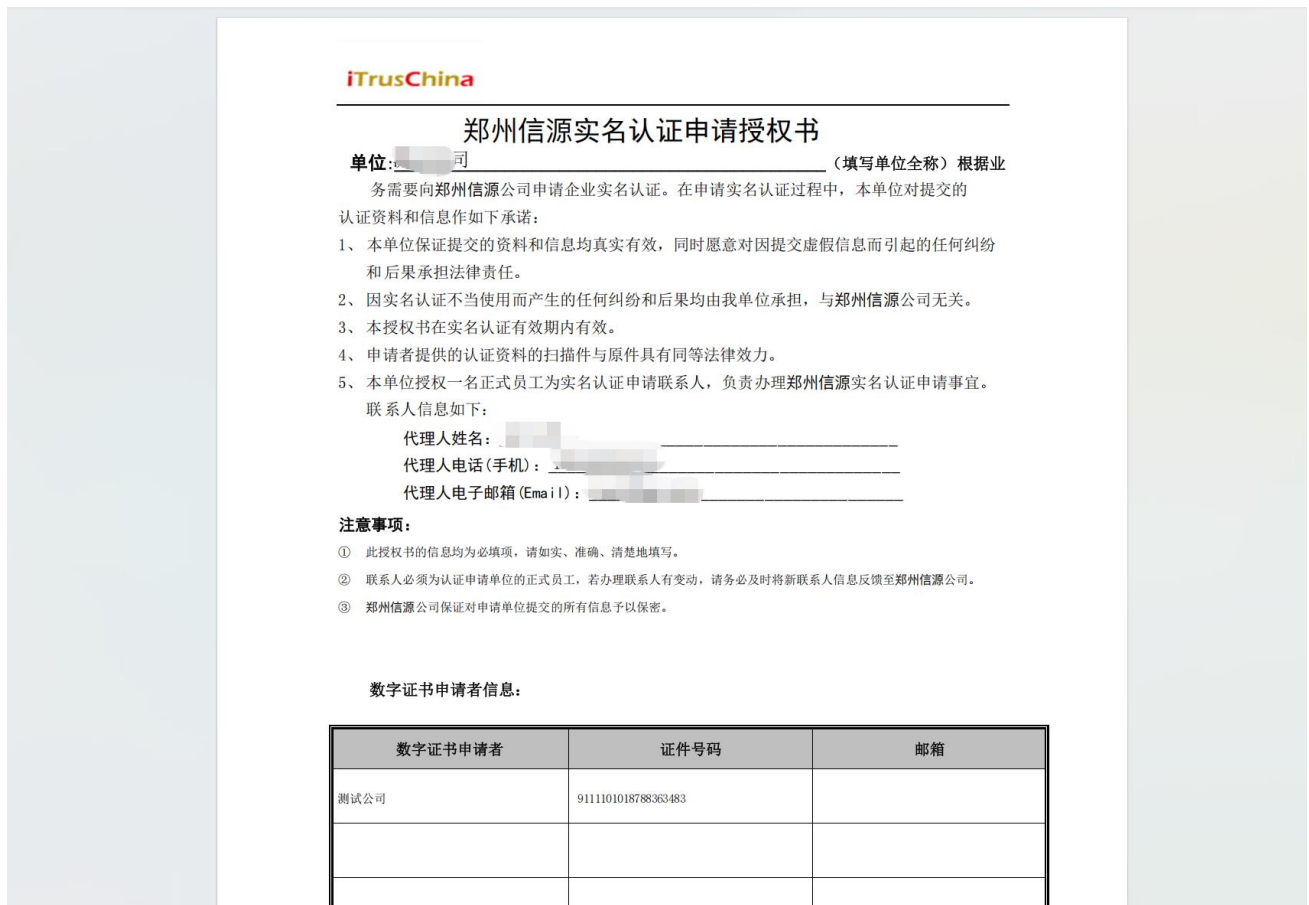 iTrusChina
郑州信源实名认证申请授权书
单位: 司 （填写单位全称）根据业
务需要向郑州信源公司申请企业实名认证。在申请实名认证过程中，本单位对提交的
认证资料和信息作如下承诺：
1、 本单位保证提交的资料和信息均真实有效，同时愿意对因提交虚假信息而引起的任何纠纷
和后果承担法律责任。
2、 因实名认证不当使用而产生的任何纠纷和后果均由我单位承担，与郑州信源公司无关。
3、 本授权书在实名认证有效期内有效。
4、 申请者提供的认证资料的扫描件与原件具有同等法律效力。
5、 本单位授权一名正式员工为实名认证申请联系人，负责办理郑州信源实名认证申请事宜。
联系人信息如下：
代理人姓名：
代理人电话(手机)：
代理人电子邮箱(Email)：
注意事项：
① 此授权书的信息均为必填项，请如实、准确、清楚地填写。
② 联系人必须为认证申请单位的正式员工，若办理联系人有变动，请务必及时将新联系人信息反馈至郑州信源公司。
③ 郑州信源公司保证对申请单位提交的所有信息予以保密。
数字证书申请者信息：
数字证书申请者 证件号码 邮箱
测试公司 9111101018788363483